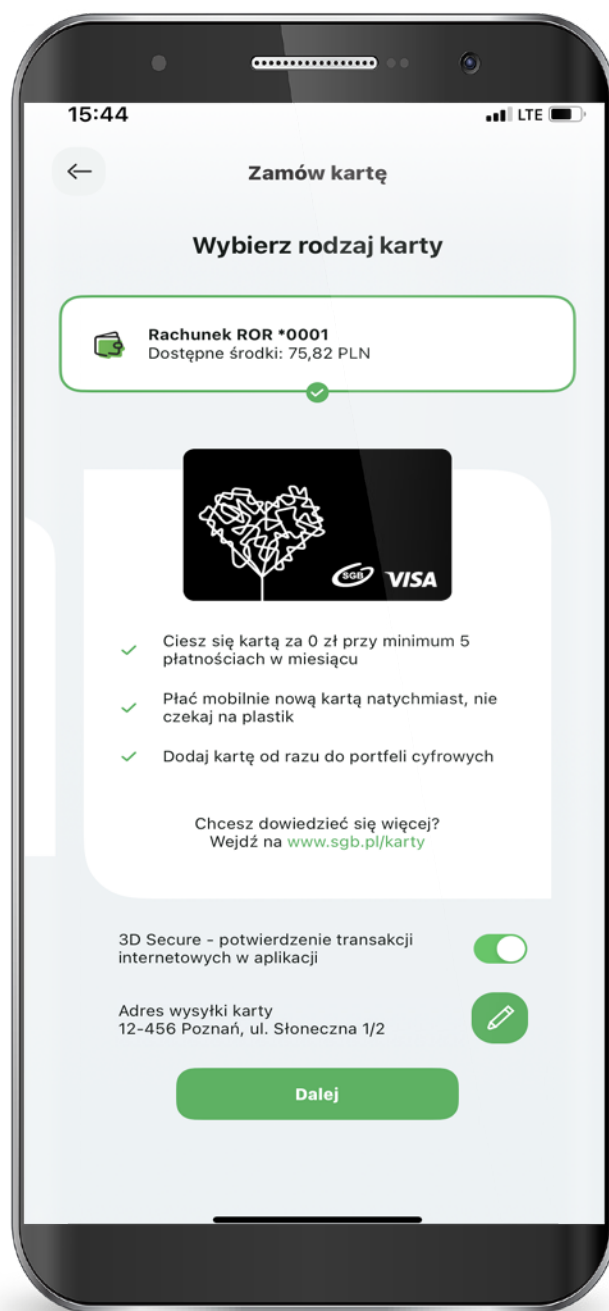 15:44
LTE
Zamów kartę
Wybierz rodzaj karty
Rachunek ROR *0001
Dostępne środki: 75,82 PLN
SGB VISA
Ciesz się kartą za 0 zł przy minimum 5
płatnościach w miesiącu
Płać mobilnie nową kartą natychmiast, nie
czekaj na plastik
Dodaj kartę od razu do portfeli cyfrowych
Chcesz dowiedzieć się więcej?
Wejdź na www.sgb.pl/karty
3D Secure - potwierdzenie transakcji
internetowych w aplikacji
Adres wysyłki karty
12-456 Poznań, ul. Słoneczna 1/2
Dalej